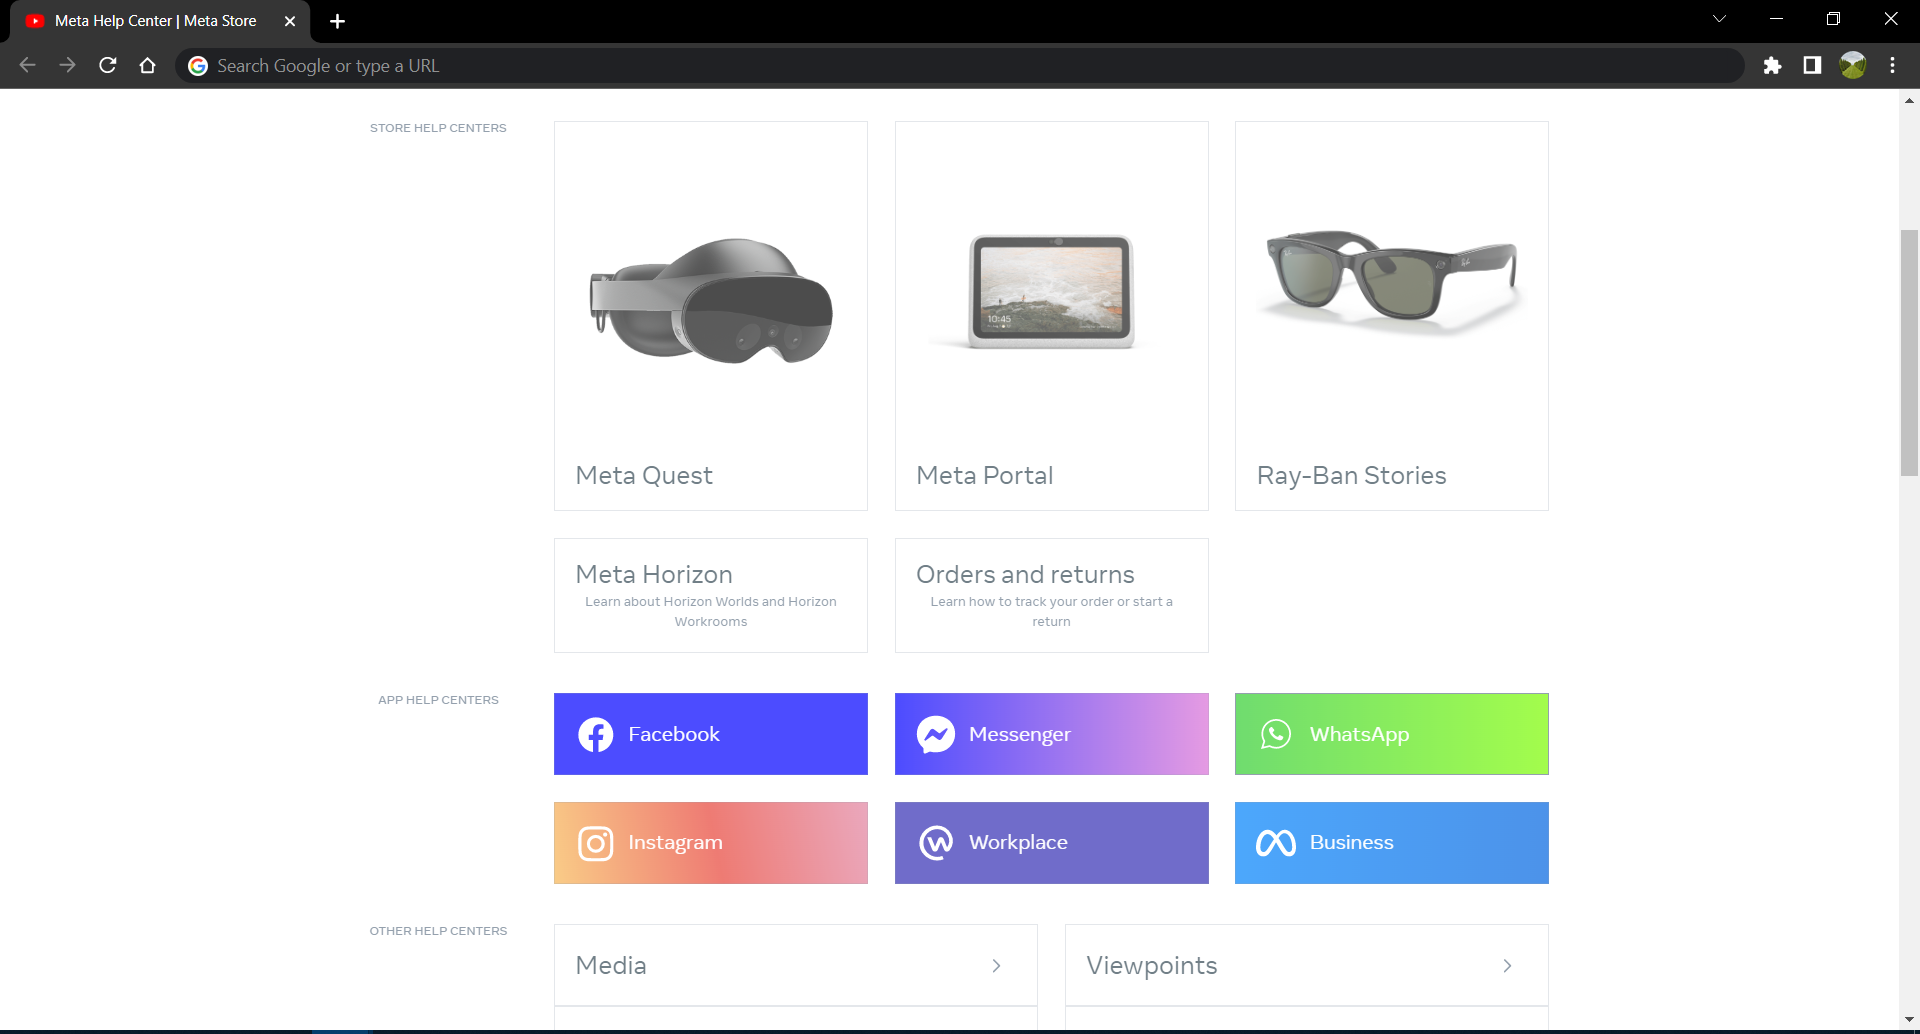 Meta Help Center | Meta Store
Search Google or type a URL
STORE HELP CENTERS
10:45
Meta Quest
Meta Portal
Ray-Ban Stories
Meta Horizon
Learn about Horizon Worlds and Horizon
Workrooms
Orders and returns
Learn how to track your order or start a
return
APP HELP CENTERS
Facebook
Messenger
WhatsApp
Instagram
Workplace
Business
OTHER HELP CENTERS
Media
Viewpoints